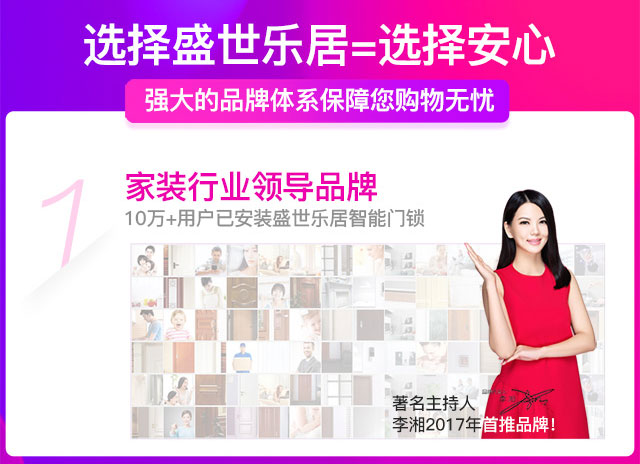 选择盛世乐居=选择安心
强大的品牌体系保障您购物无忧
1
家装行业领导品牌
10万+用户已安装盛世乐居智能门锁
著名主持人
李湘2017年首推品牌!